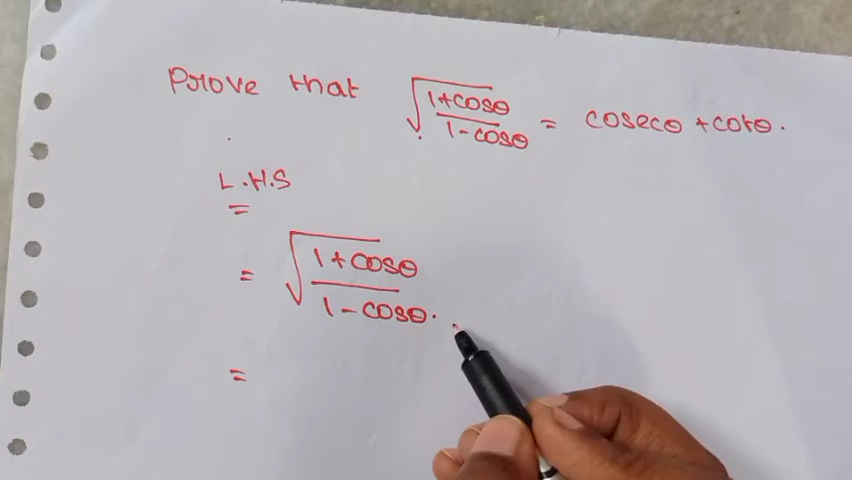 Prove that √(1+cosθ / 1-cosθ) = cosecθ + cotθ.
L.H.S
= √(1+cosθ / 1-cosθ).
=